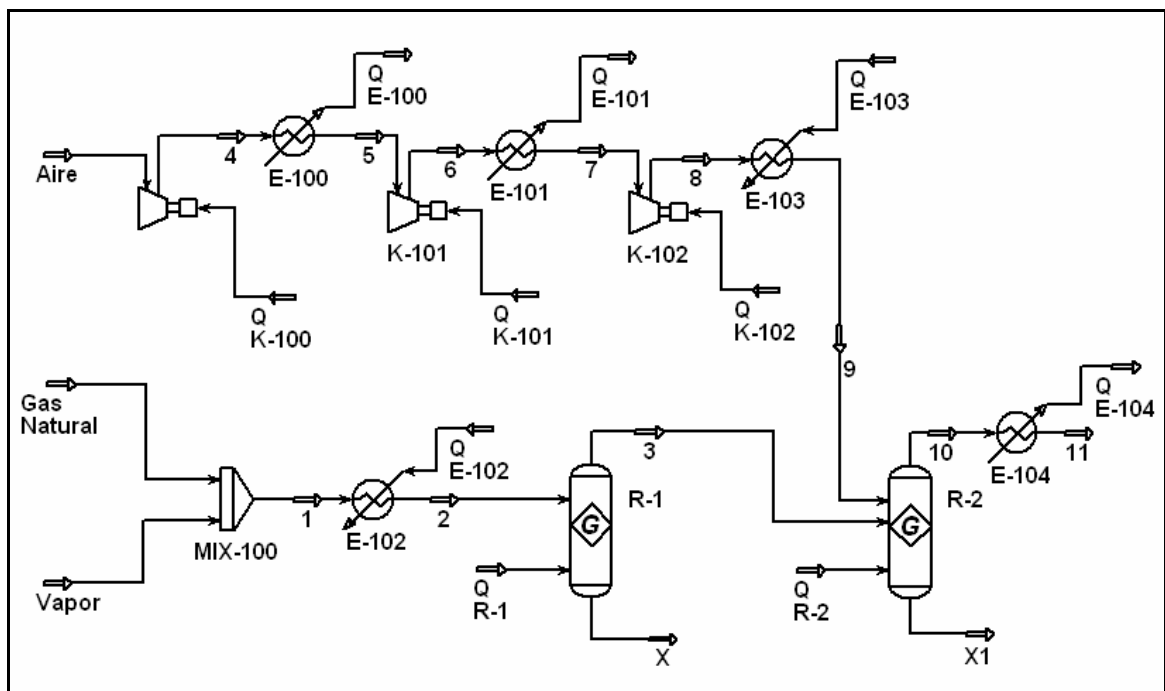 Q
E-100
Q
E-101
Q
E-103
Aire
4
5
6
7
8
E-100
E-101
E-103
K-101
K-102
Q
K-100
Q
K-101
Q
K-102
9
Gas
Natural
Q
E-104
Q
E-102
3
10
11
E-104
1
2
R-1
R-2
G
G
E-102
MIX-100
Vapor
Q
R-1
Q
R-2
X
X1